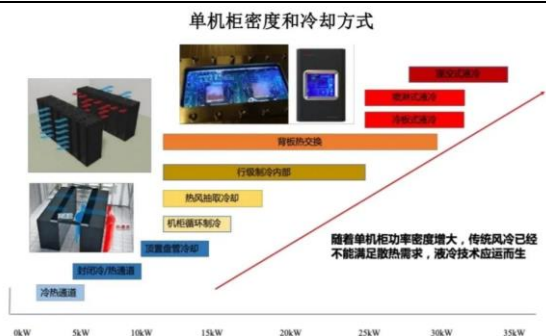 单机柜密度和冷却方式
浸没式液冷
喷淋式液冷
冷板式液冷
背板热交换
行级制冷内部
热风抽取冷却
机柜循环制冷
顶置盘管冷却
封闭冷/热通道
冷热通道
随着单机柜功率密度增大，传统风冷已经
不能满足散热需求，液冷技术应运而生
0kW 5kW 10kW 15kW 20kW 25kW 30kW 35kW